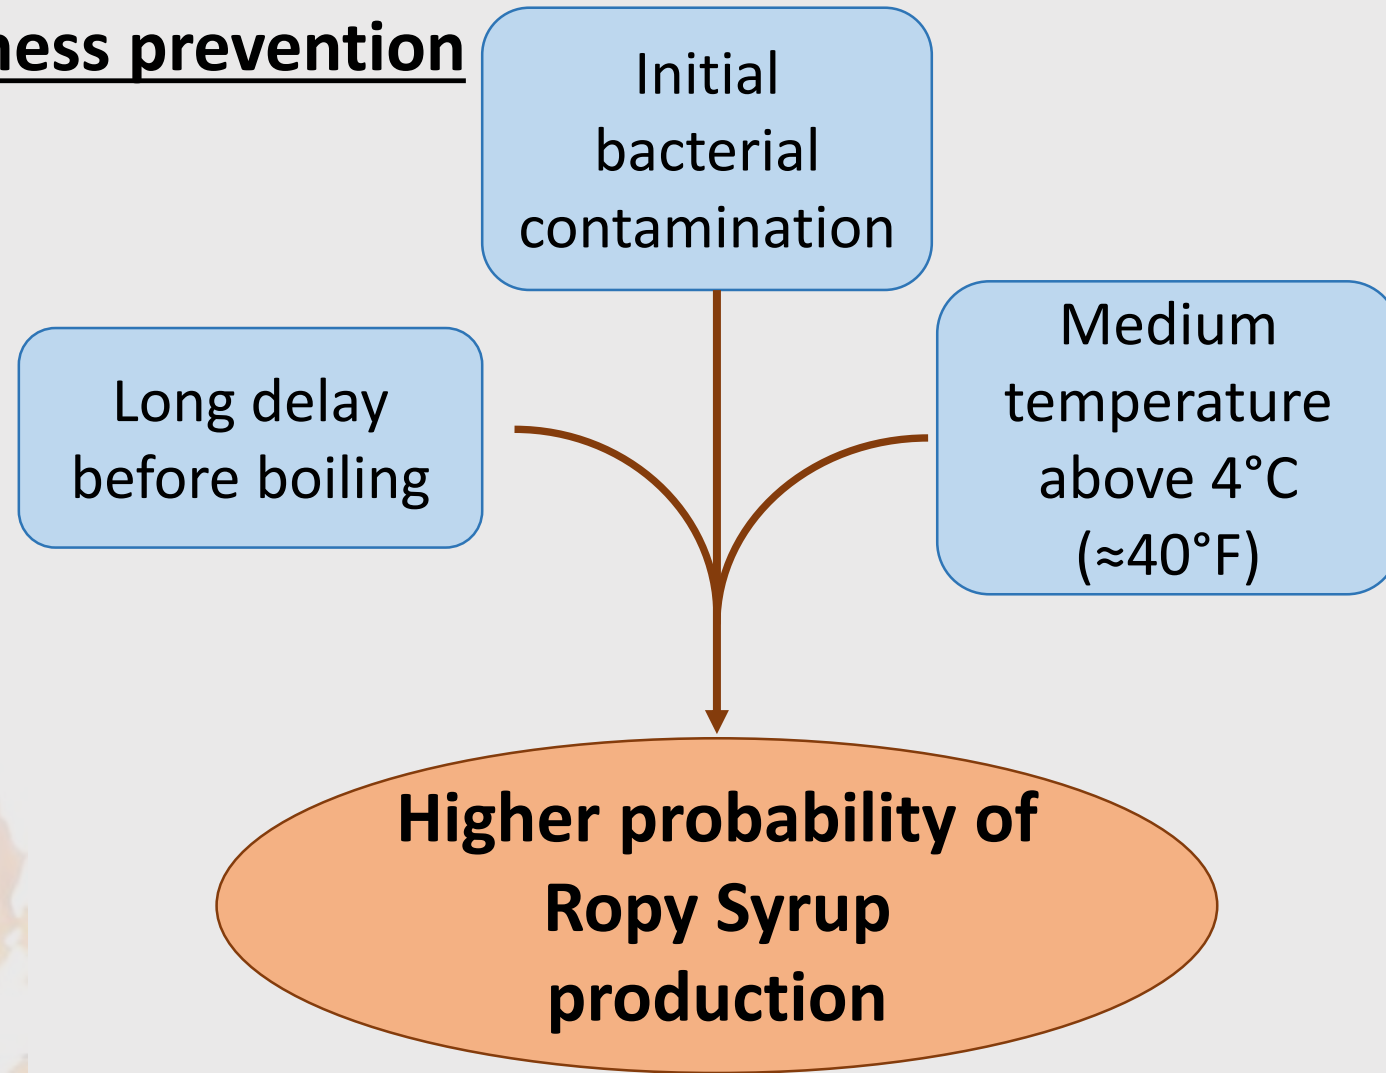 ness prevention
Initial
bacterial
contamination
Long delay
before boiling
Medium
temperature
above 4°C
(≈40°F)
Higher probability of
Ropy Syrup
production